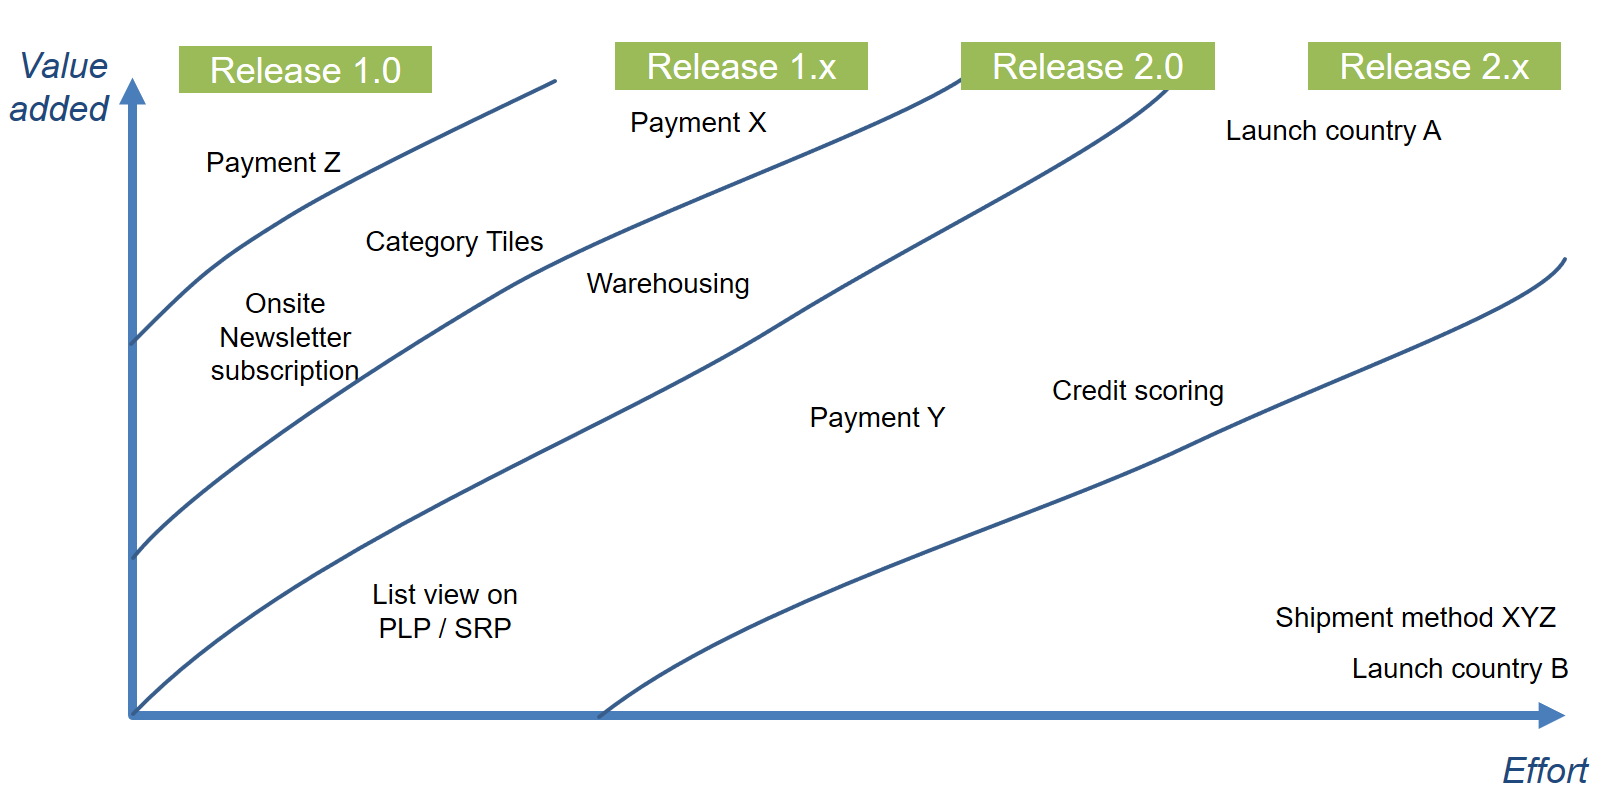 Value
added
Release 1.0
Release 1.x
Release 2.0
Release 2.x
Payment X
Launch country A
Payment Z
Category Tiles
Warehousing
Onsite
Newsletter
subscription
Credit scoring
Payment Y
List view on
PLP / SRP
Shipment method XYZ
Launch country B
Effort